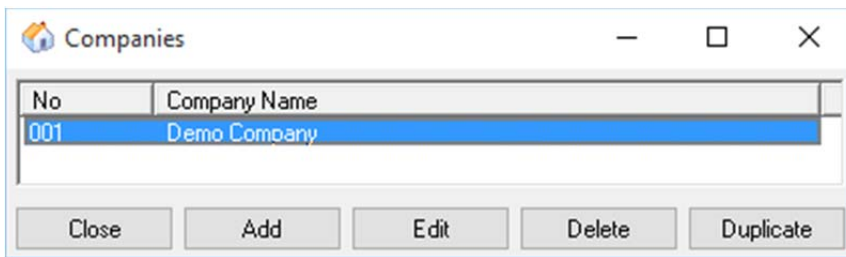 Companies
No Company Name
001 Demo Company
Close Add Edit Delete Duplicate